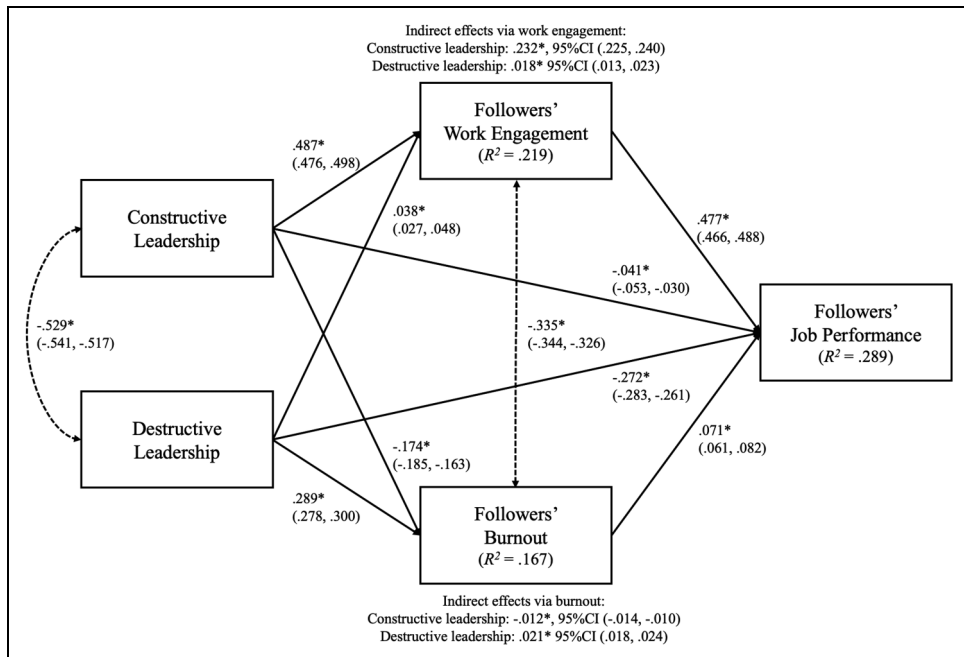 Indirect effects via work engagement:
Constructive leadership: .232*, 95%CI (.225, .240)
Destructive leadership: .018* 95%CI (.013, .023)
Followers’
Work Engagement
(R² = .219)
.487*
(.476, .498)
.038*
(.027, .048)
.477*
(.466, .488)
Constructive
Leadership
-.041*
(-.053, -.030)
Followers’
Job Performance
(R² = .289)
-.529*
(-.541, -.517)
-.335*
(-.344, -.326)
-.272*
(-.283, -.261)
Destructive
Leadership
-.174*
(-.185, -.163)
.071*
(.061, .082)
.289*
(.278, .300)
Followers’
Burnout
(R² = .167)
Indirect effects via burnout:
Constructive leadership: -.012*, 95%CI (-.014, -.010)
Destructive leadership: .021* 95%CI (.018, .024)